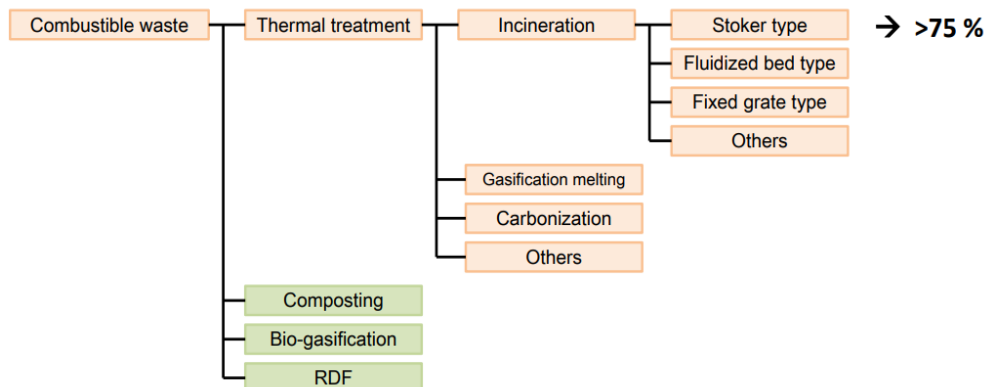 Combustible waste
Thermal treatment
Incineration
Stoker type
→ >75 %
Fluidized bed type
Fixed grate type
Others
Gasification melting
Carbonization
Others
Composting
Bio-gasification
RDF